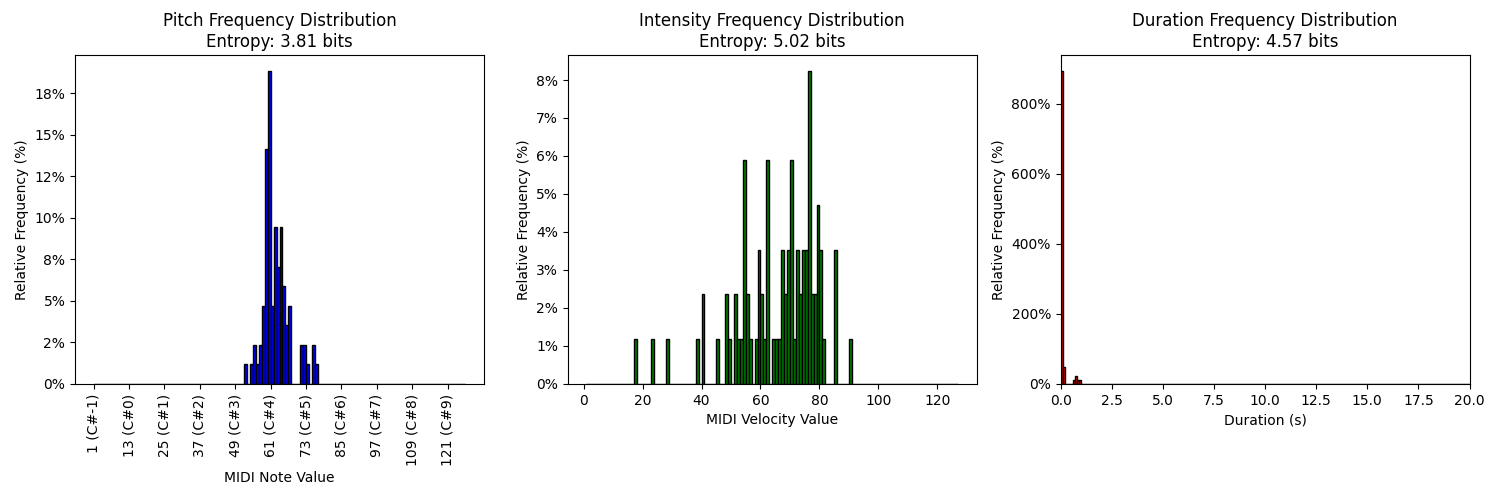 Pitch Frequency Distribution
Entropy: 3.81 bits
Relative Frequency (%)
18%
15%
12%
10%
8%
5%
2%
0%
1 (C#-1)
13 (C#0)
25 (C#1)
37 (C#2)
49 (C#3)
61 (C#4)
73 (C#5)
85 (C#6)
97 (C#7)
109 (C#8)
121 (C#9)
MIDI Note Value
Intensity Frequency Distribution
Entropy: 5.02 bits
Relative Frequency (%)
8%
7%
6%
5%
4%
3%
2%
1%
0%
0 20 40 60 80 100 120
MIDI Velocity Value
Duration Frequency Distribution
Entropy: 4.57 bits
Relative Frequency (%)
800%
600%
400%
200%
0%
0.0 2.5 5.0 7.5 10.0 12.5 15.0 17.5 20.0
Duration (s)